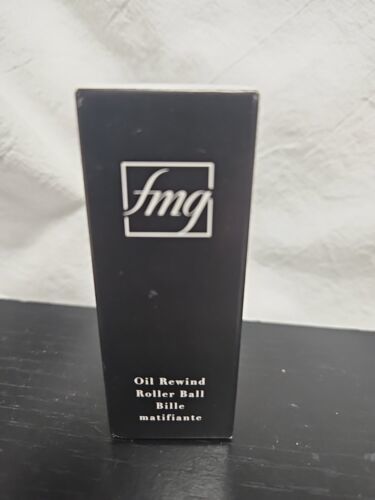 fmg
Oil Rewind
Roller Ball
Bille
matifiante